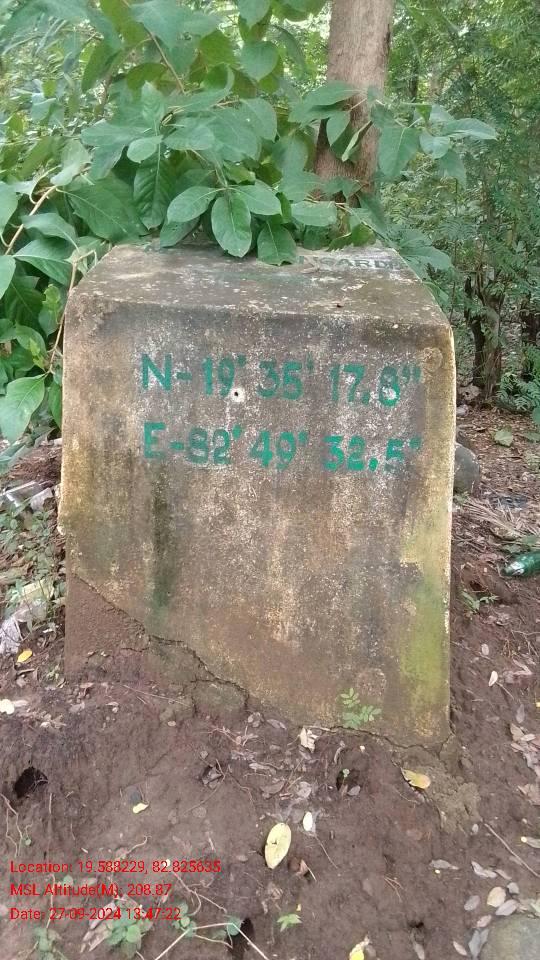 N-19° 35' 17.8"
E-82° 49' 32.5"
Location: 19.588229, 82.825635
MSL Altitude(M): 208.87
Date: 27-09-2024 13:47:22